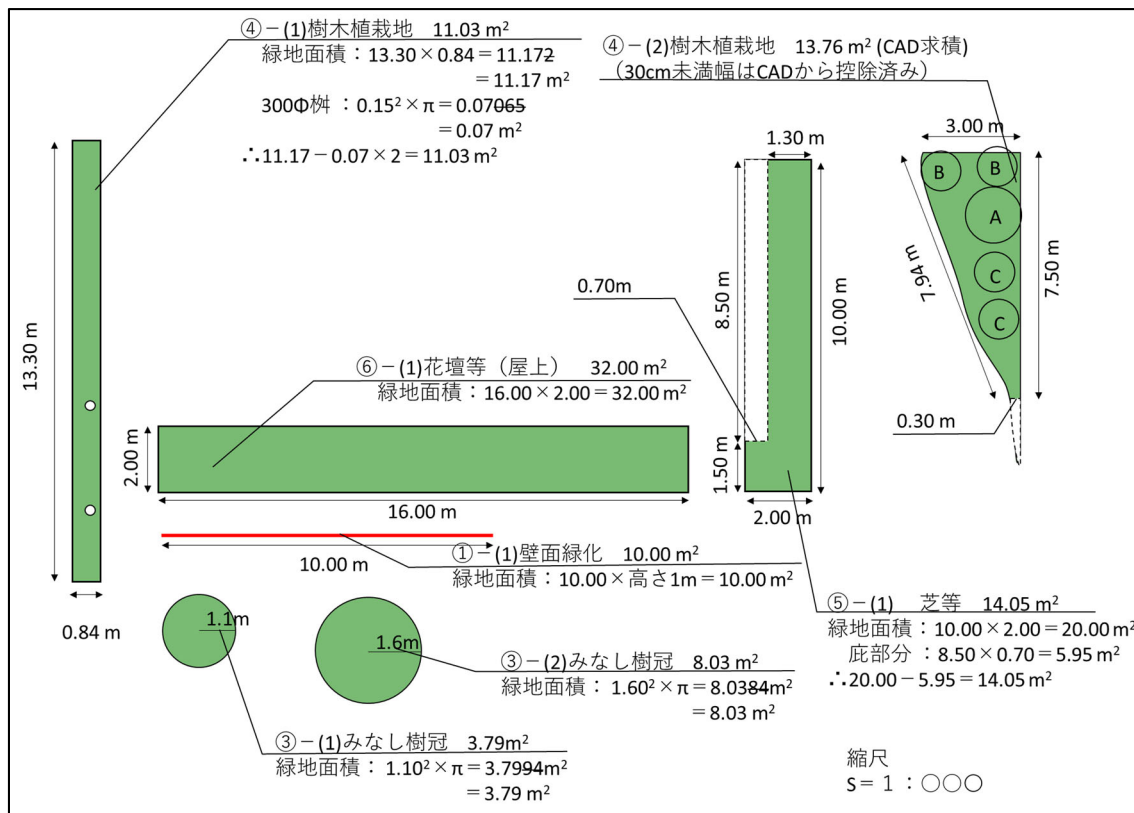 ④－(1)樹木植栽地　11.03 m²
緑地面積：13.30×0.84＝11.172
＝11.17 m²
300Φ桝 ：0.15²×π＝0.07065
＝0.07 m²
∴11.17－0.07×2＝11.03 m²
④－(2)樹木植栽地　13.76 m² (CAD求積)
（30cm未満幅はCADから控除済み）
3.00 m
1.30 m
B
B
A
C
C
7.94 m
7.50 m
0.30 m
8.50 m
10.00 m
0.70m
1.50 m
2.00 m
13.30 m
0.84 m
⑥－(1)花壇等（屋上）　32.00 m²
緑地面積：16.00×2.00＝32.00 m²
2.00 m
16.00 m
10.00 m
①－(1)壁面緑化　10.00 m²
緑地面積：10.00×高さ1m＝10.00 m²
⑤－(1)　芝等　14.05 m²
緑地面積：10.00×2.00＝20.00 m²
庇部分 ：8.50×0.70＝5.95 m²
∴20.00－5.95＝14.05 m²
1.1m
1.6m
③－(2)みなし樹冠　8.03 m²
緑地面積：1.60²×π＝8.0384m²
＝8.03 m²
③－(1)みなし樹冠　3.79m²
緑地面積：1.10²×π＝3.7994m²
＝3.79 m²
縮尺
S＝１：○○○